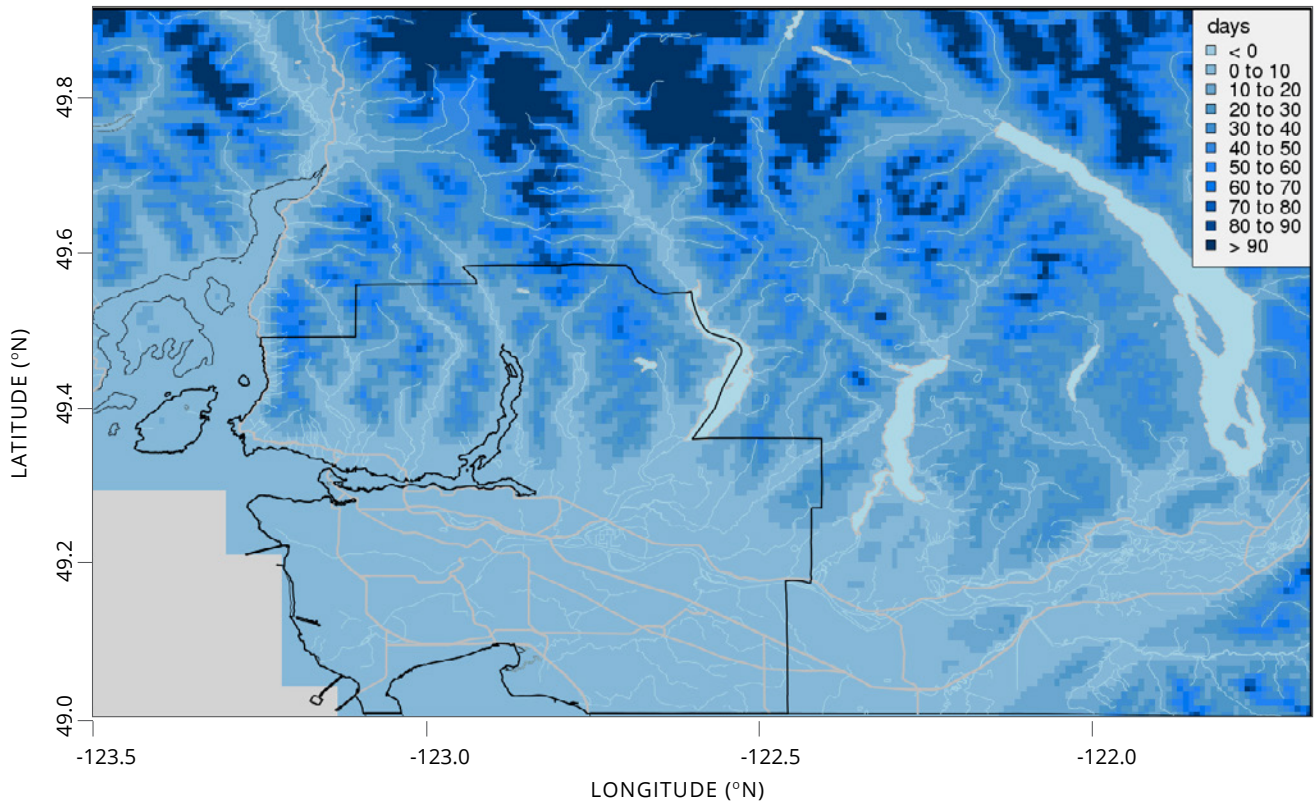 days
< 0
0 to 10
10 to 20
20 to 30
30 to 40
40 to 50
50 to 60
60 to 70
70 to 80
80 to 90
> 90
49.8
49.6
49.4
49.2
49.0
LATITUDE (°N)
-123.5
-123.0
-122.5
-122.0
LONGITUDE (°N)